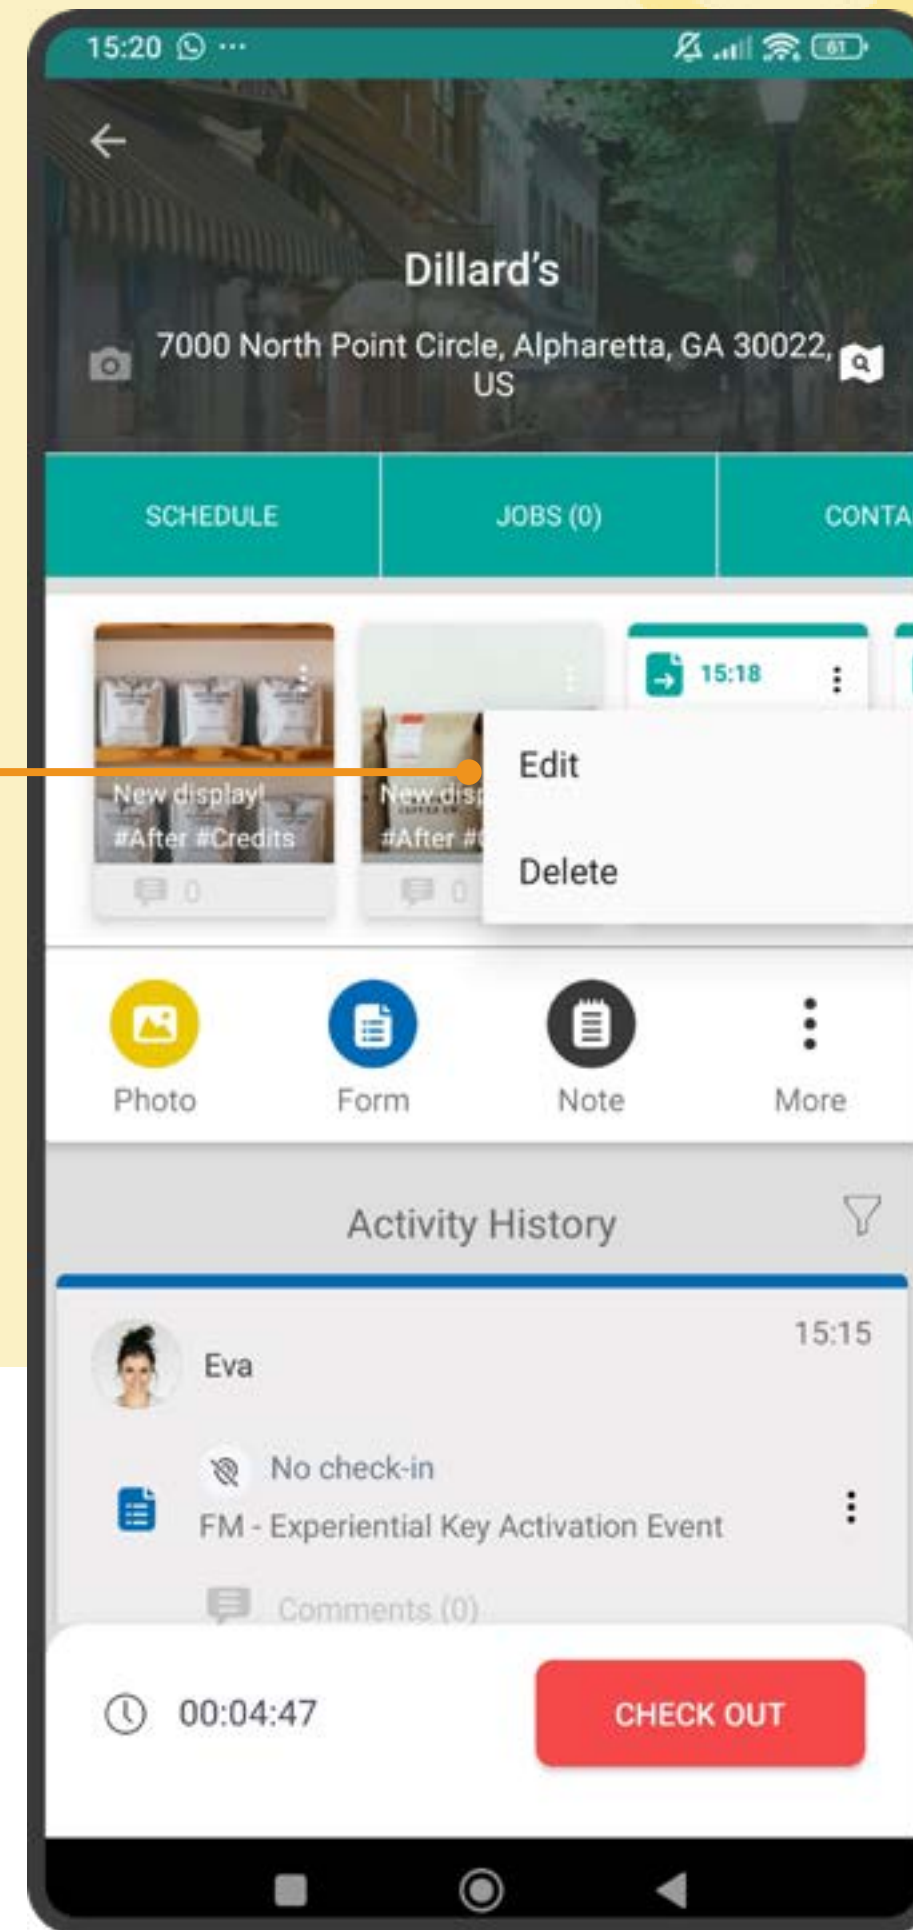 15:20
61
Dillard's
7000 North Point Circle, Alpharetta, GA 30022,
US
SCHEDULE
JOBS (0)
CONTA
15:18
New display!
#After #Credits
0
New disp
#After #
0
Edit
Delete
Photo
Form
Note
More
Activity History
15:15
Eva
No check-in
FM - Experiential Key Activation Event
Comments (0)
00:04:47
CHECK OUT